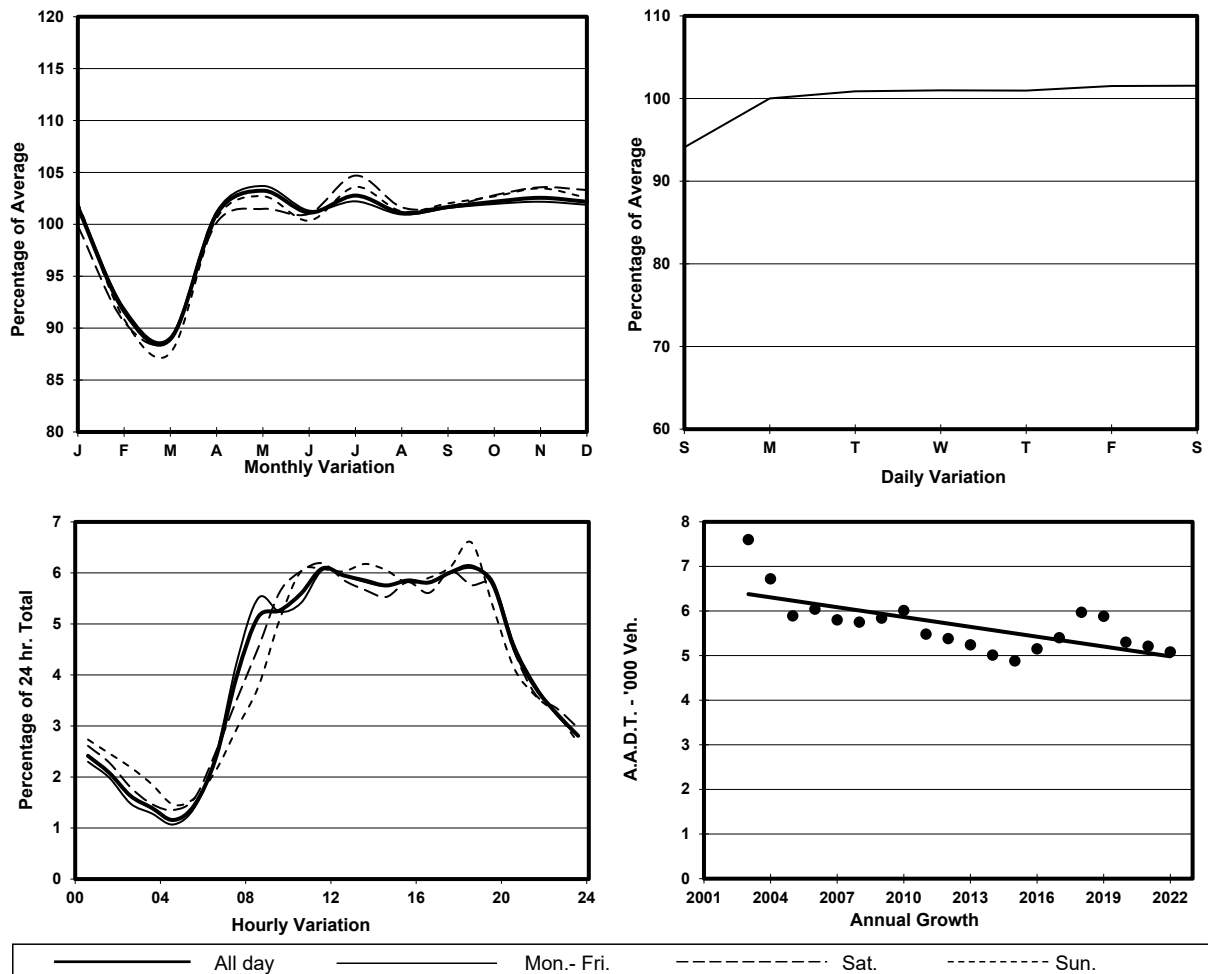 120
115
110
105
100
95
90
85
80
Percentage of Average
J F M A M J J A S O N D
Monthly Variation
110
100
90
80
70
60
Percentage of Average
S M T W T F S
Daily Variation
7
6
5
4
3
2
1
0
Percentage of 24 hr. Total
00 04 08 12 16 20 24
Hourly Variation
8
7
6
5
4
3
2
1
0
A.A.D.T. - '000 Veh.
2001 2004 2007 2010 2013 2016 2019 2022
Annual Growth
All day Mon.- Fri. Sat. Sun.